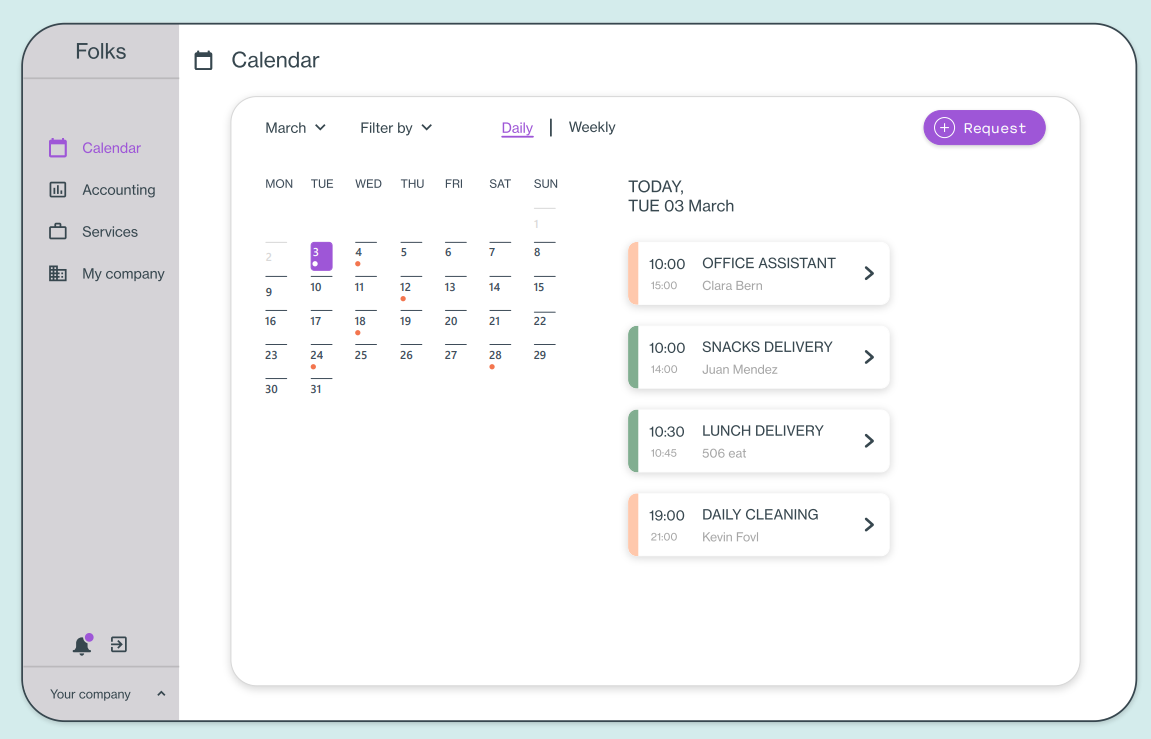 Folks
Calendar
Accounting
Services
My company
Your company
Calendar
March
Filter by
Daily | Weekly
Request
MON TUE WED THU FRI SAT SUN
1
2 3 4 5 6 7 8
9 10 11 12 13 14 15
16 17 18 19 20 21 22
23 24 25 26 27 28 29
30 31
TODAY,
TUE 03 March
10:00 OFFICE ASSISTANT
15:00 Clara Bern
10:00 SNACKS DELIVERY
14:00 Juan Mendez
10:30 LUNCH DELIVERY
10:45 506 eat
19:00 DAILY CLEANING
21:00 Kevin Fovl